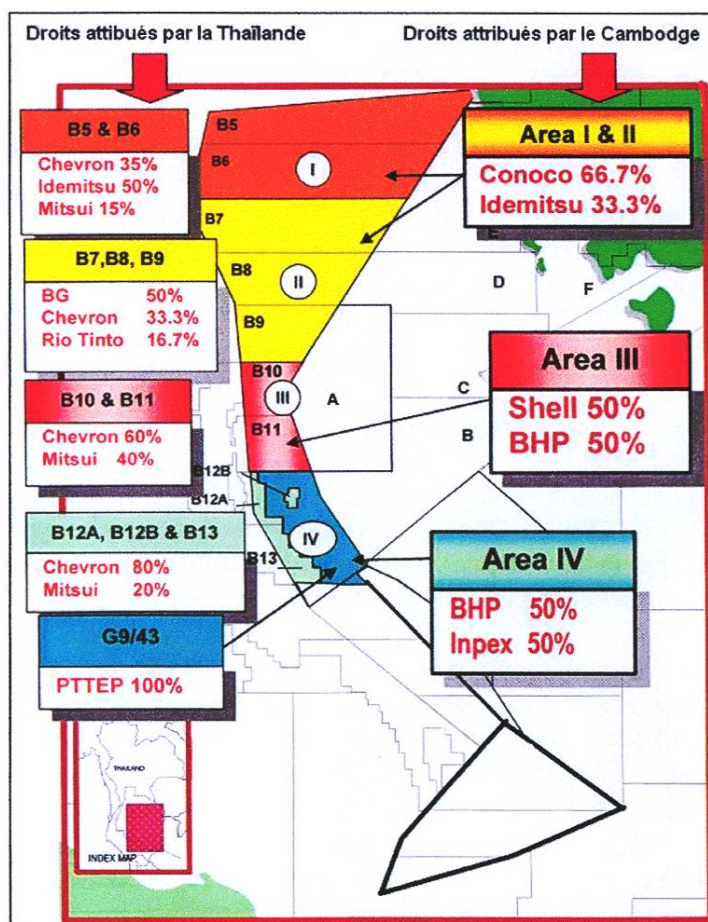 Droits attibués par la Thaïlande
Droits attribués par le Cambodge
B5 & B6
Chevron 35%
Idemitsu 50%
Mitsui 15%
B7,B8, B9
BG 50%
Chevron 33.3%
Rio Tinto 16.7%
B10 & B11
Chevron 60%
Mitsui 40%
B12A, B12B & B13
Chevron 80%
Mitsui 20%
G9/43
PTTEP 100%
Area I & II
Conoco 66.7%
Idemitsu 33.3%
Area III
Shell 50%
BHP 50%
Area IV
BHP 50%
Inpex 50%
B5
B6
I
B7
B8
II
B9
B10
III
B11
B12B
B12A
IV
B13
A
B
C
D
E
F
THAILAND
INDEX MAP